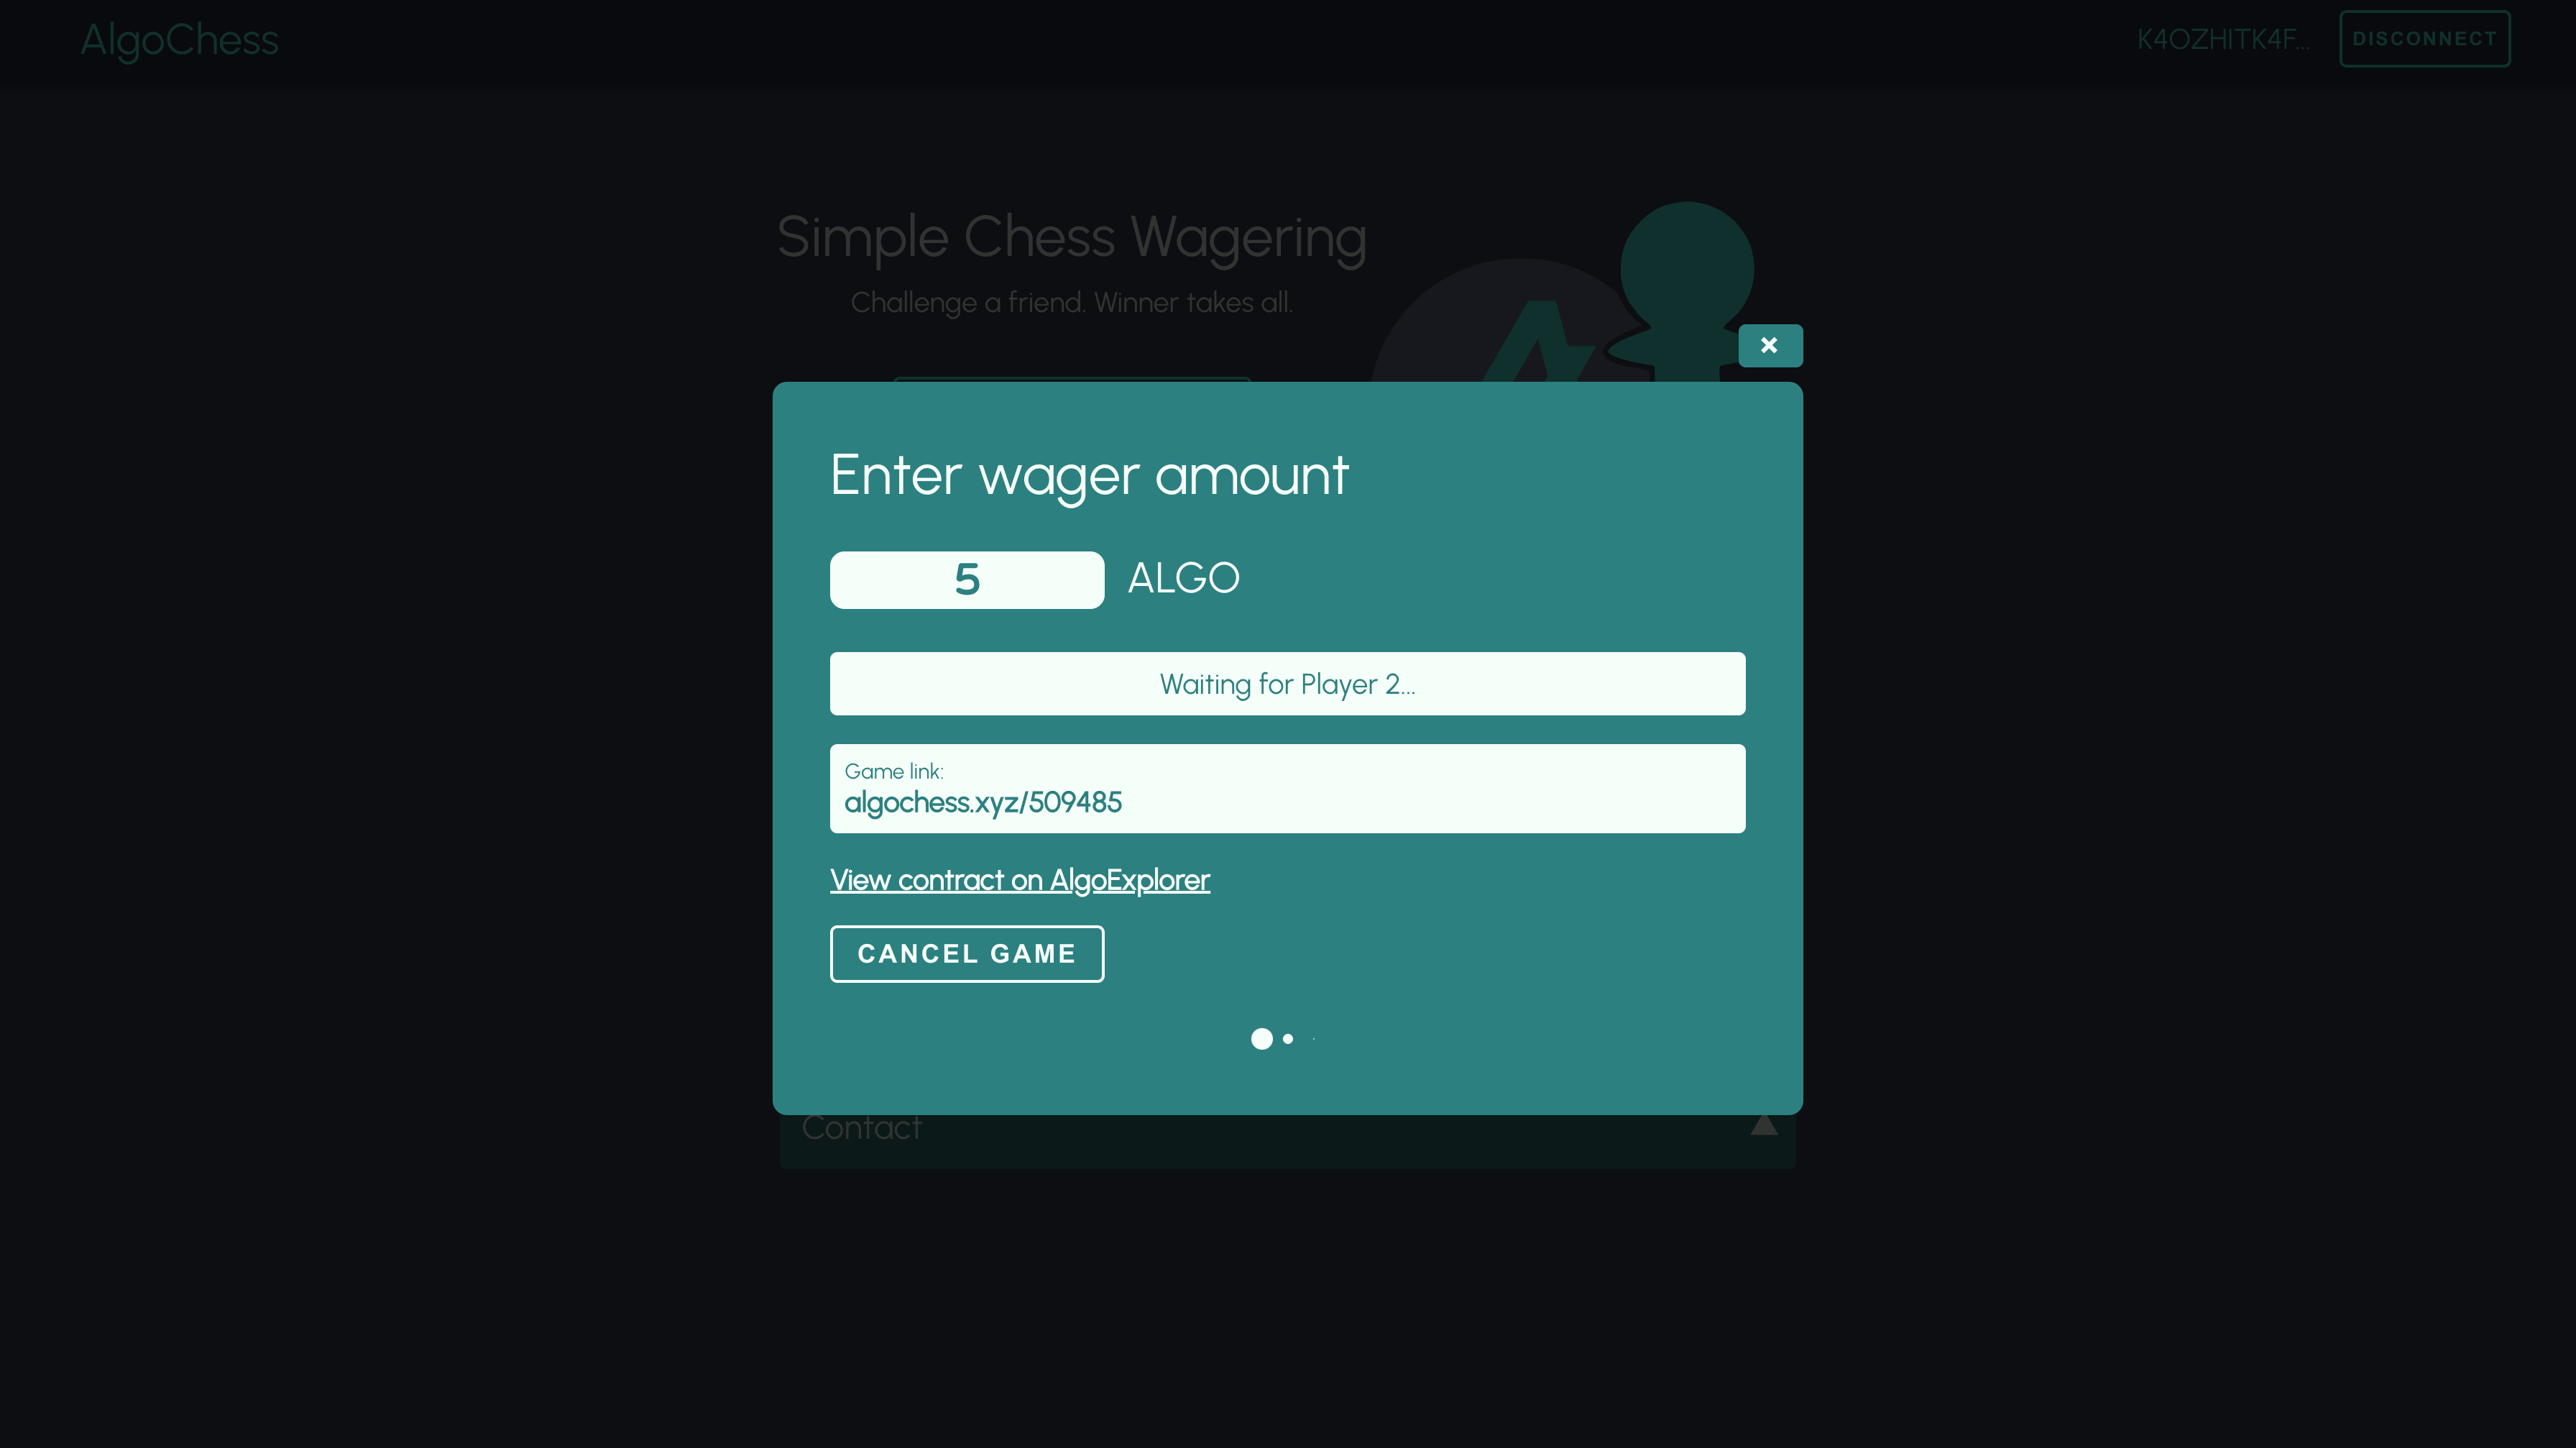 AlgoChess
K4OZHITK4F...
DISCONNECT
Simple Chess Wagering
Challenge a friend. Winner takes all.
Enter wager amount
5 ALGO
Waiting for Player 2...
Game link:
algochess.xyz/509485
View contract on AlgoExplorer
CANCEL GAME
Contact